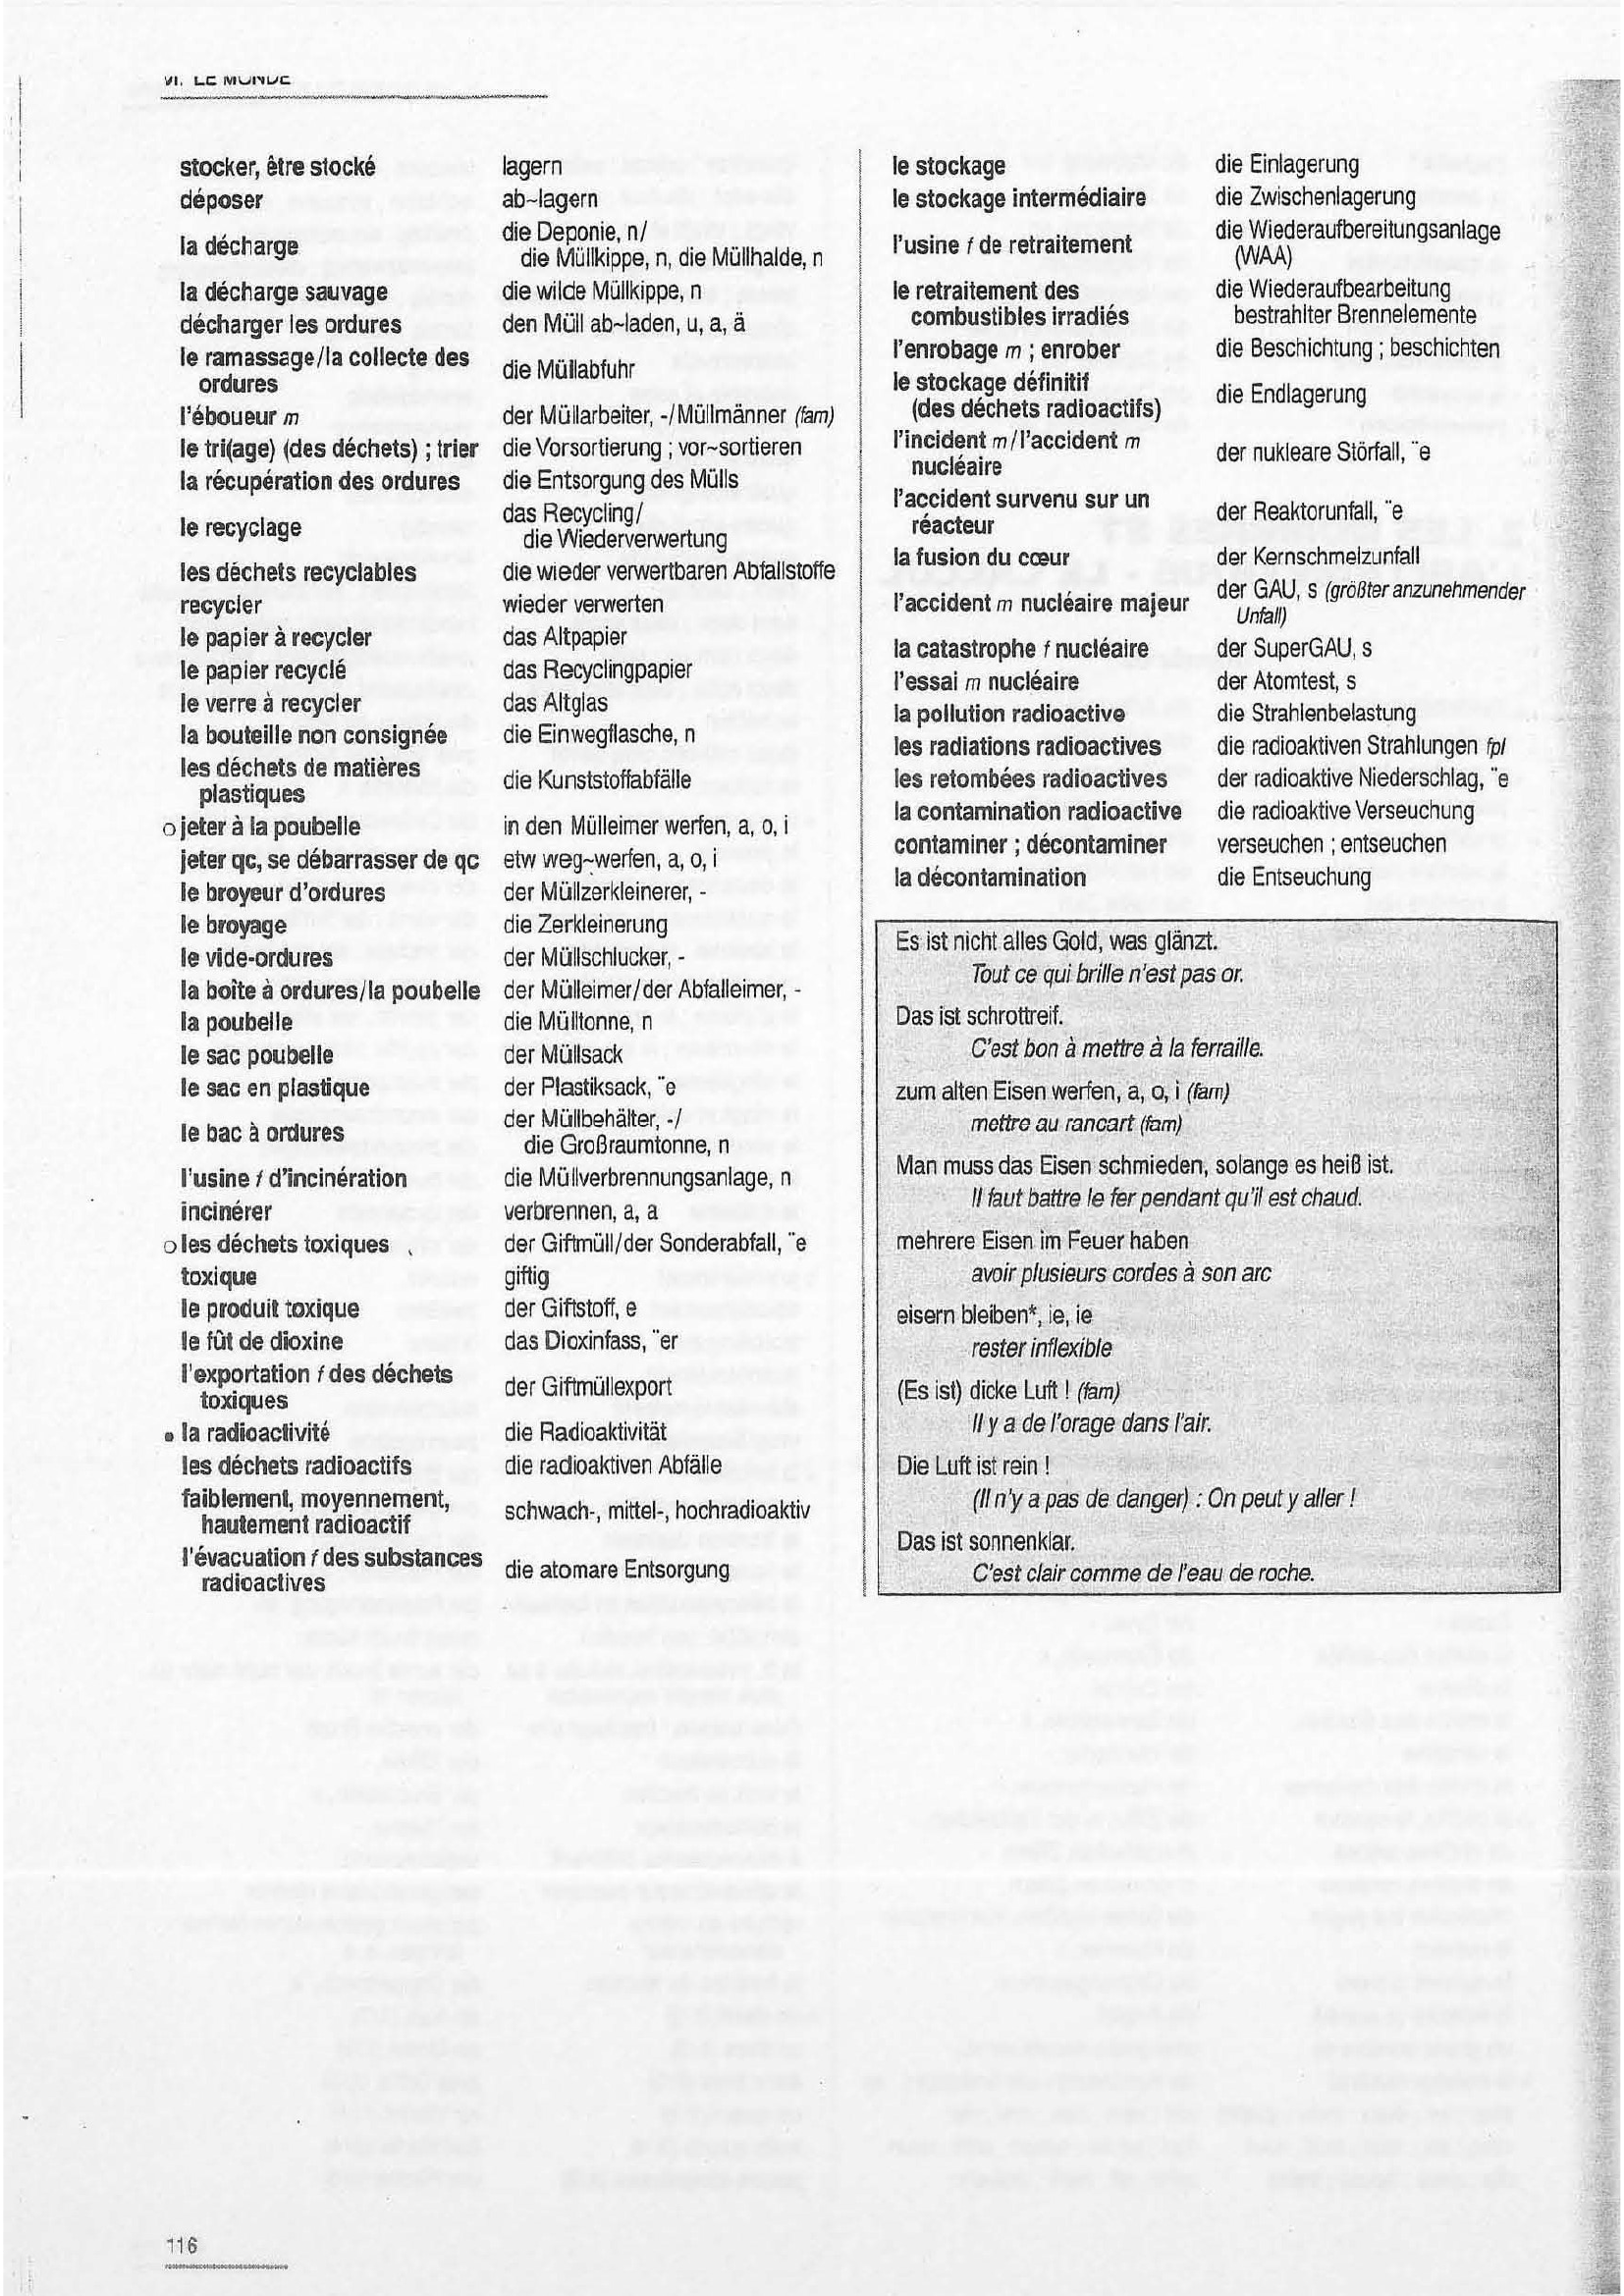 VI. LE MONDE
stocker, être stocké lagern
déposer ab~lagern
la décharge die Deponie, n/
die Müllkippe, n, die Müllhalde, n
la décharge sauvage die wilde Müllkippe, n
décharger les ordures den Müll ab~laden, u, a, ä
le ramassage/la collecte des
ordures die Müllabfuhr
l'éboueur m der Müllarbeiter, -/Müllmänner (fam)
le tri(age) (des déchets) ; trier die Vorsortierung ; vor~sortieren
la récupération des ordures die Entsorgung des Mülls
le recyclage das Recycling/
die Wiederverwertung
les déchets recyclables die wieder verwertbaren Abfallstoffe
recycler wieder verwerten
le papier à recycler das Altpapier
le papier recyclé das Recyclingpapier
le verre à recycler das Altglas
la bouteille non consignée die Einwegflasche, n
les déchets de matières
plastiques die Kunststoffabfälle
o jeter à la poubelle in den Mülleimer werfen, a, o, i
jeter qc, se débarrasser de qc etw weg~werfen, a, o, i
le broyeur d'ordures der Müllzerkleinerer, -
le broyage die Zerkleinerung
le vide-ordures der Müllschlucker, -
la boîte à ordures/la poubelle der Mülleimer/der Abfalleimer, -
la poubelle die Mülltonne, n
le sac poubelle der Müllsack
le sac en plastique der Plastiksack, ¨e
le bac à ordures der Müllbehälter, -/
die Großraumtonne, n
l'usine f d'incinération die Müllverbrennungsanlage, n
incinérer verbrennen, a, a
o les déchets toxiques der Giftmüll/der Sonderabfall, ¨e
toxique giftig
le produit toxique der Giftstoff, e
le fût de dioxine das Dioxinfass, ¨er
l'exportation f des déchets
toxiques der Giftmüllexport
• la radioactivité die Radioaktivität
les déchets radioactifs die radioaktiven Abfälle
faiblement, moyennement,
hautement radioactif schwach-, mittel-, hochradioaktiv
l'évacuation f des substances
radioactives die atomare Entsorgung
le stockage die Einlagerung
le stockage intermédiaire die Zwischenlagerung
l'usine f de retraitement die Wiederaufbereitungsanlage
(WAA)
le retraitement des die Wiederaufbearbeitung
combustibles irradiés bestrahlter Brennelemente
l'enrobage m ; enrober die Beschichtung ; beschichten
le stockage définitif
(des déchets radioactifs) die Endlagerung
l'incident m/l'accident m
nucléaire der nukleare Störfall, ¨e
l'accident survenu sur un
réacteur der Reaktorunfall, ¨e
la fusion du cœur der Kernschmelzunfall
l'accident m nucléaire majeur der GAU, s (größter anzunehmender
Unfall)
la catastrophe f nucléaire der SuperGAU, s
l'essai m nucléaire der Atomtest, s
la pollution radioactive die Strahlenbelastung
les radiations radioactives die radioaktiven Strahlungen fpl
les retombées radioactives der radioaktive Niederschlag, ¨e
la contamination radioactive die radioaktive Verseuchung
contaminer ; décontaminer verseuchen ; entseuchen
la décontamination die Entseuchung
Es ist nicht alles Gold, was glänzt.
Tout ce qui brille n'est pas or.
Das ist schrottreif.
C'est bon à mettre à la ferraille.
zum alten Eisen werfen, a, o, i (fam)
mettre au rancart (fam)
Man muss das Eisen schmieden, solange es heiß ist.
Il faut battre le fer pendant qu'il est chaud.
mehrere Eisen im Feuer haben
avoir plusieurs cordes à son arc
eisern bleiben*, ie, ie
rester inflexible
(Es ist) dicke Luft ! (fam)
Il y a de l'orage dans l'air.
Die Luft ist rein !
(Il n'y a pas de danger) : On peut y aller !
Das ist sonnenklar.
C'est clair comme de l'eau de roche.
116